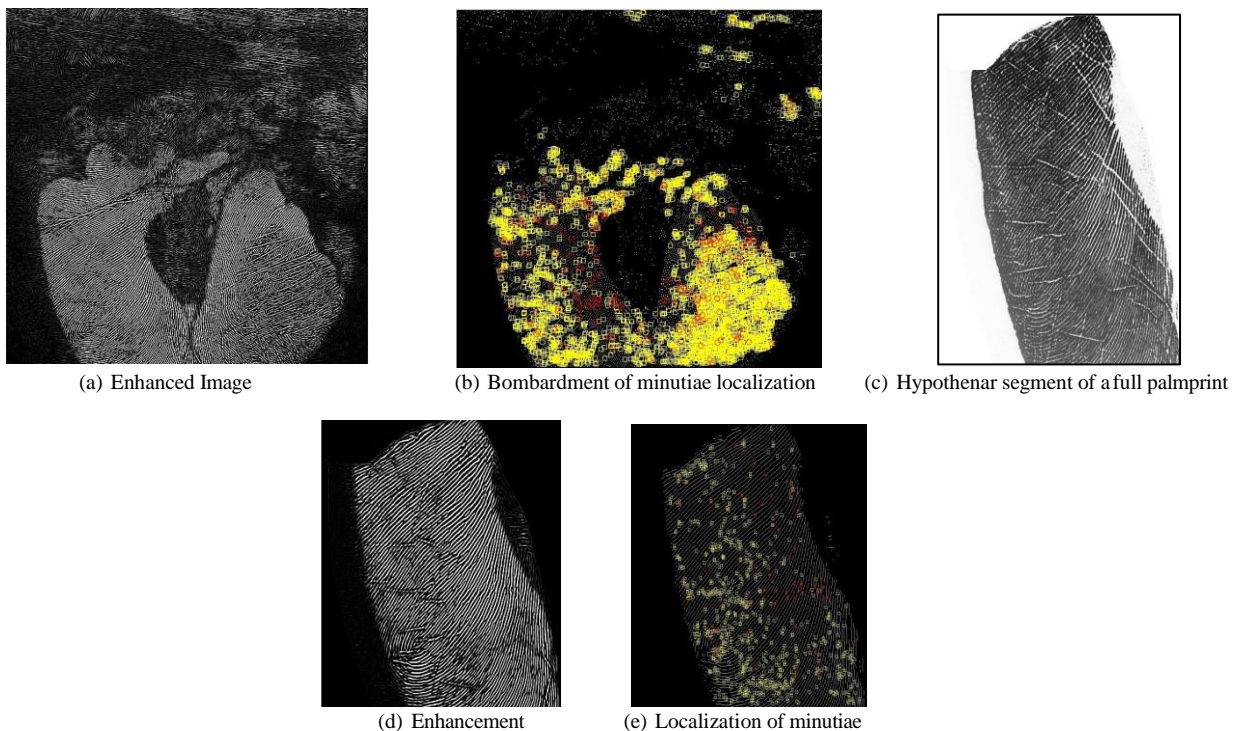 (a) Enhanced Image
(b) Bombardment of minutiae localization
(c) Hypothenar segment of a full palmprint
(d) Enhancement
(e) Localization of minutiae